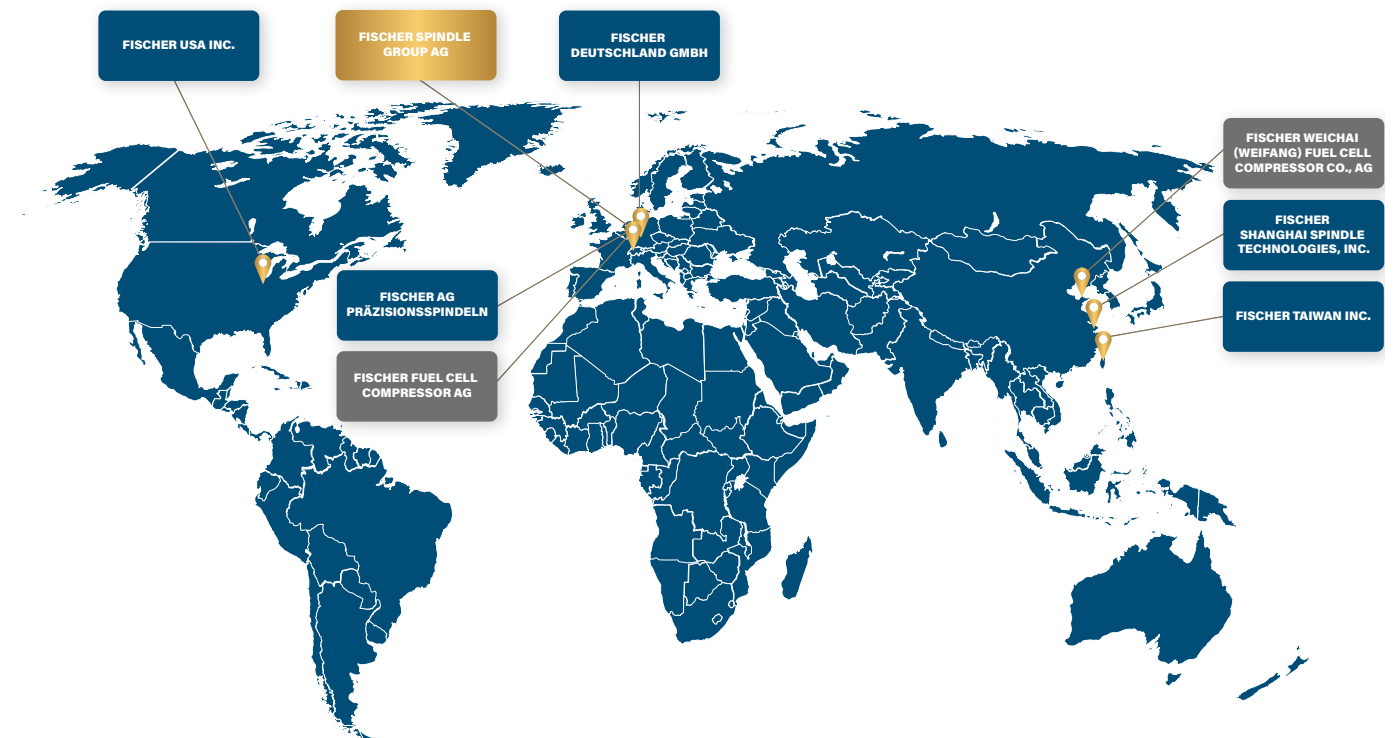 FISCHER USA INC.
FISCHER SPINDLE
GROUP AG
FISCHER
DEUTSCHLAND GMBH
FISCHER WEICHAI
(WEIFANG) FUEL CELL
COMPRESSOR CO., AG
FISCHER
SHANGHAI SPINDLE
TECHNOLOGIES, INC.
FISCHER AG
PRÄZISIONSSPINDELN
FISCHER TAIWAN INC.
FISCHER FUEL CELL
COMPRESSOR AG